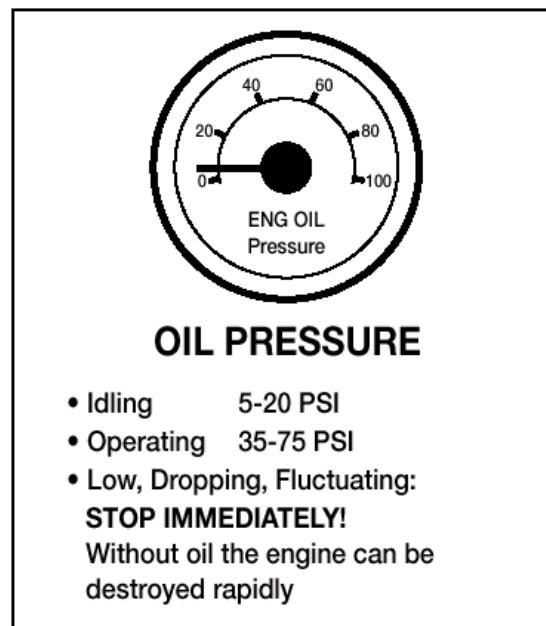 40 60
20 80
0 100
ENG OIL
Pressure
OIL PRESSURE
• Idling 5-20 PSI
• Operating 35-75 PSI
• Low, Dropping, Fluctuating:
STOP IMMEDIATELY!
Without oil the engine can be
destroyed rapidly